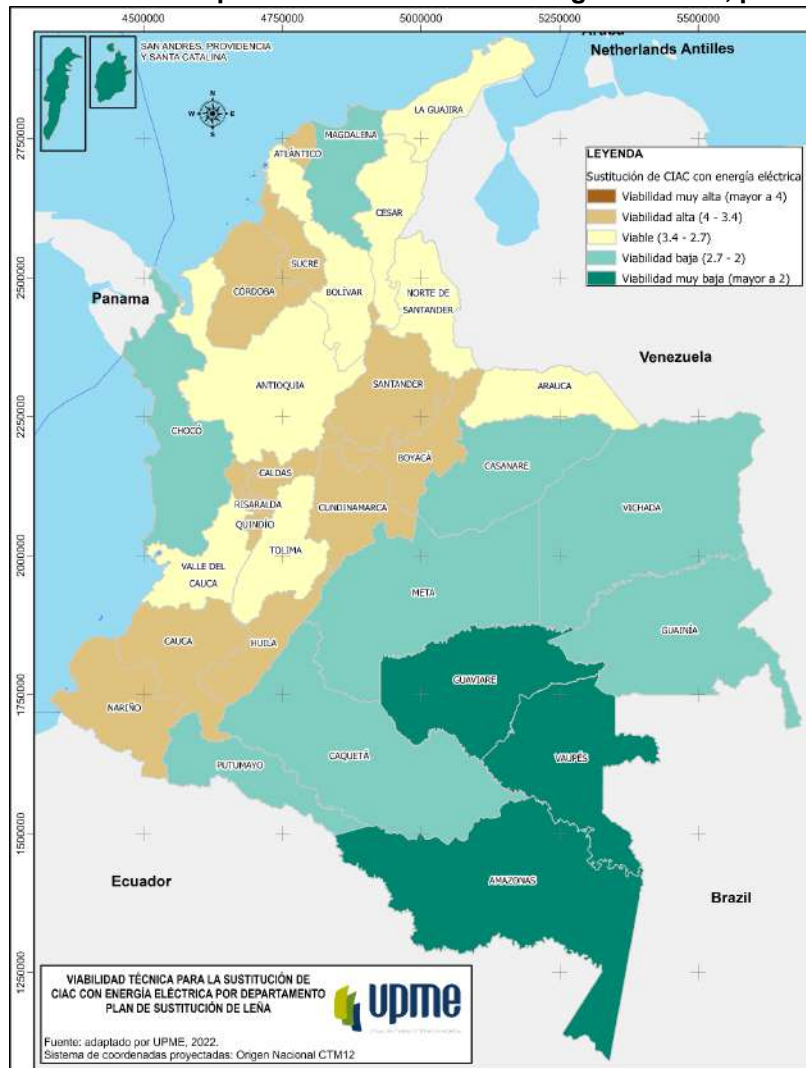 4500000 4750000 5000000 5250000 5500000
SAN ANDRÉS, PROVIDENCIA
Y SANTA CATALINA
Netherlands Antilles
N
W E
S
LA GUAJIRA
MAGDALENA
ATLÁNTICO
2750000
LEYENDA
Sustitución de CIAC con energía eléctrica
Viabilidad muy alta (mayor a 4)
Viabilidad alta (4 - 3.4)
Viable (3.4 - 2.7)
Viabilidad baja (2.7 - 2)
Viabilidad muy baja (mayor a 2)
CESAR
SUCRE
2500000
CÓRDOBA
BOLÍVAR
NORTE DE
SANTANDER
Panama
Venezuela
ANTIOQUIA
SANTANDER
ARAUCA
2250000
CHOCÓ
BOYACÁ
CASANARE
CALDAS
RISARALDA
CUNDINAMARCA
VICHADA
QUINDÍO
TOLIMA
2000000
VALLE DEL
CAUCA
META
GUAINÍA
CAUCA
HUILA
GUAVIARE
1750000
NARIÑO
CAQUETÁ
VAUPÉS
PUTUMAYO
1500000
Ecuador
AMAZONAS
Brazil
1250000
VIABILIDAD TÉCNICA PARA LA SUSTITUCIÓN DE
CIAC CON ENERGÍA ELÉCTRICA POR DEPARTAMENTO
PLAN DE SUSTITUCIÓN DE LEÑA
upme
Fuente: adaptado por UPME, 2022.
Sistema de coordenadas proyectadas: Origen Nacional CTM12